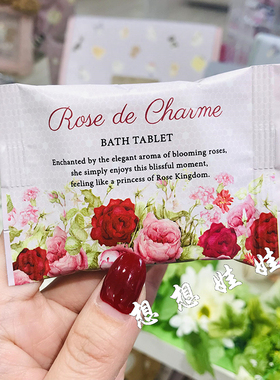 Rose de Charme
BATH TABLET
Enchanted by the elegant aroma of blooming roses,
she simply enjoys this blissful moment,
feeling like a princess of Rose Kingdom.
想想娃娃